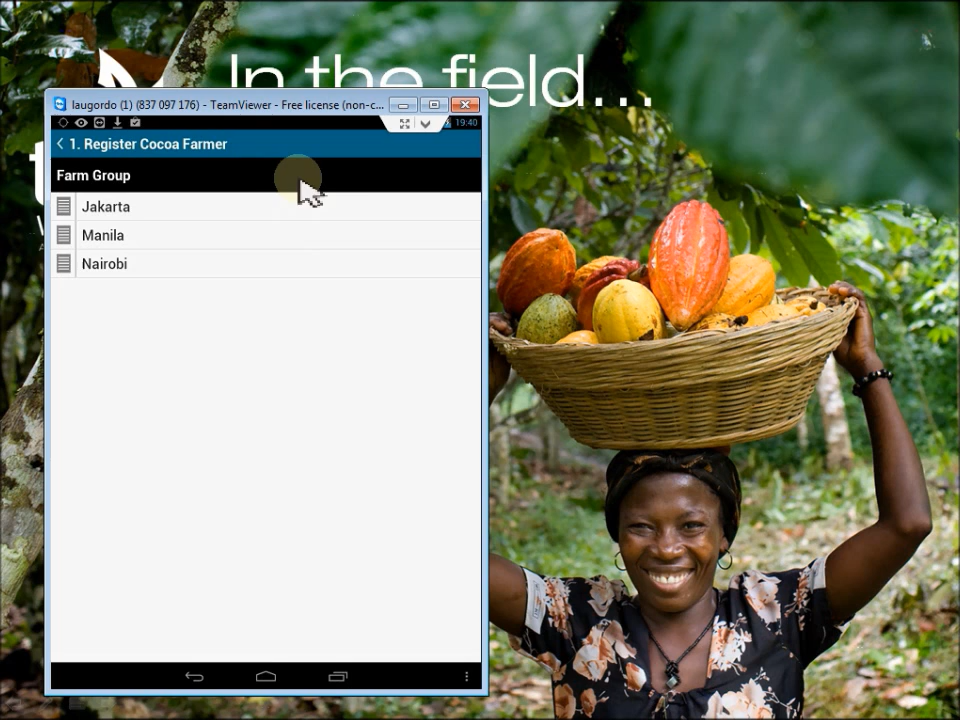 In the field...
laugordo (1) (837 097 176) - TeamViewer - Free license (non-c...
19:40
1. Register Cocoa Farmer
Farm Group
Jakarta
Manila
Nairobi